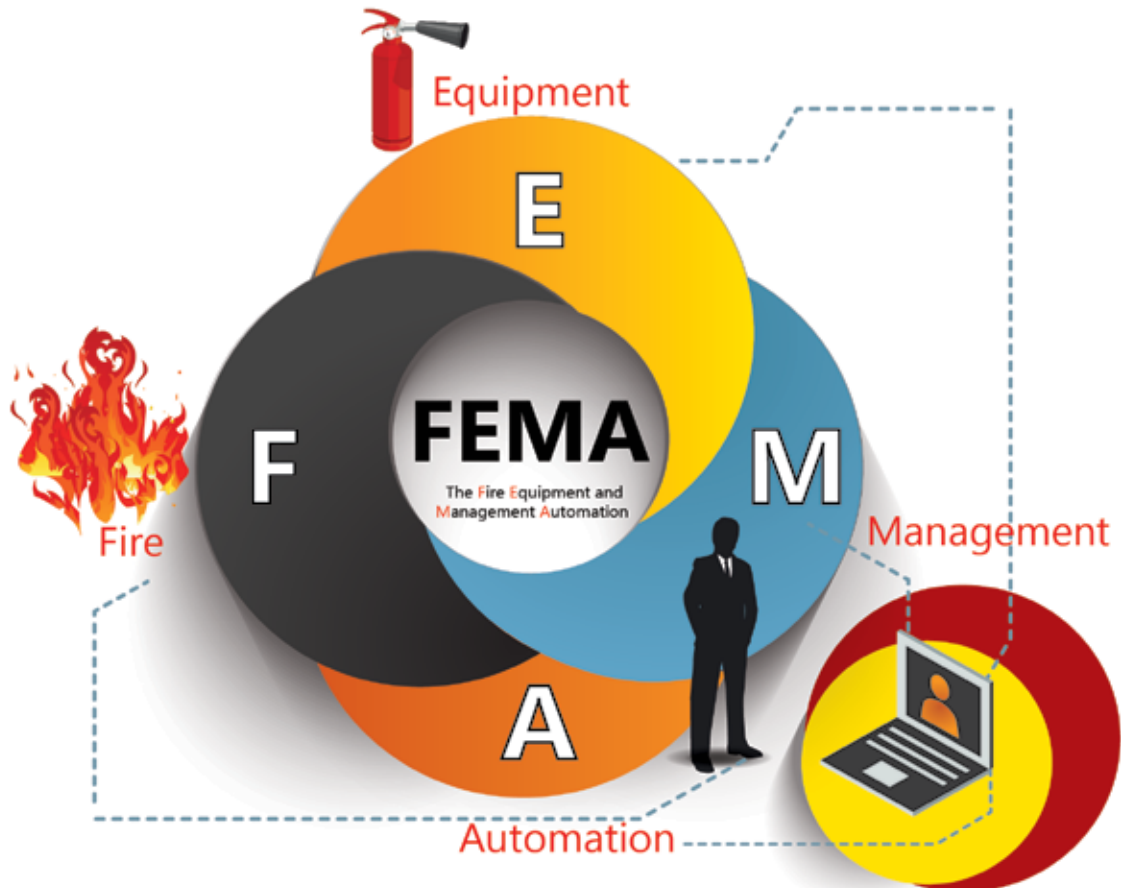 Equipment
E
F
FEMA
The Fire Equipment and
Management Automation
M
Fire
Management
A
Automation